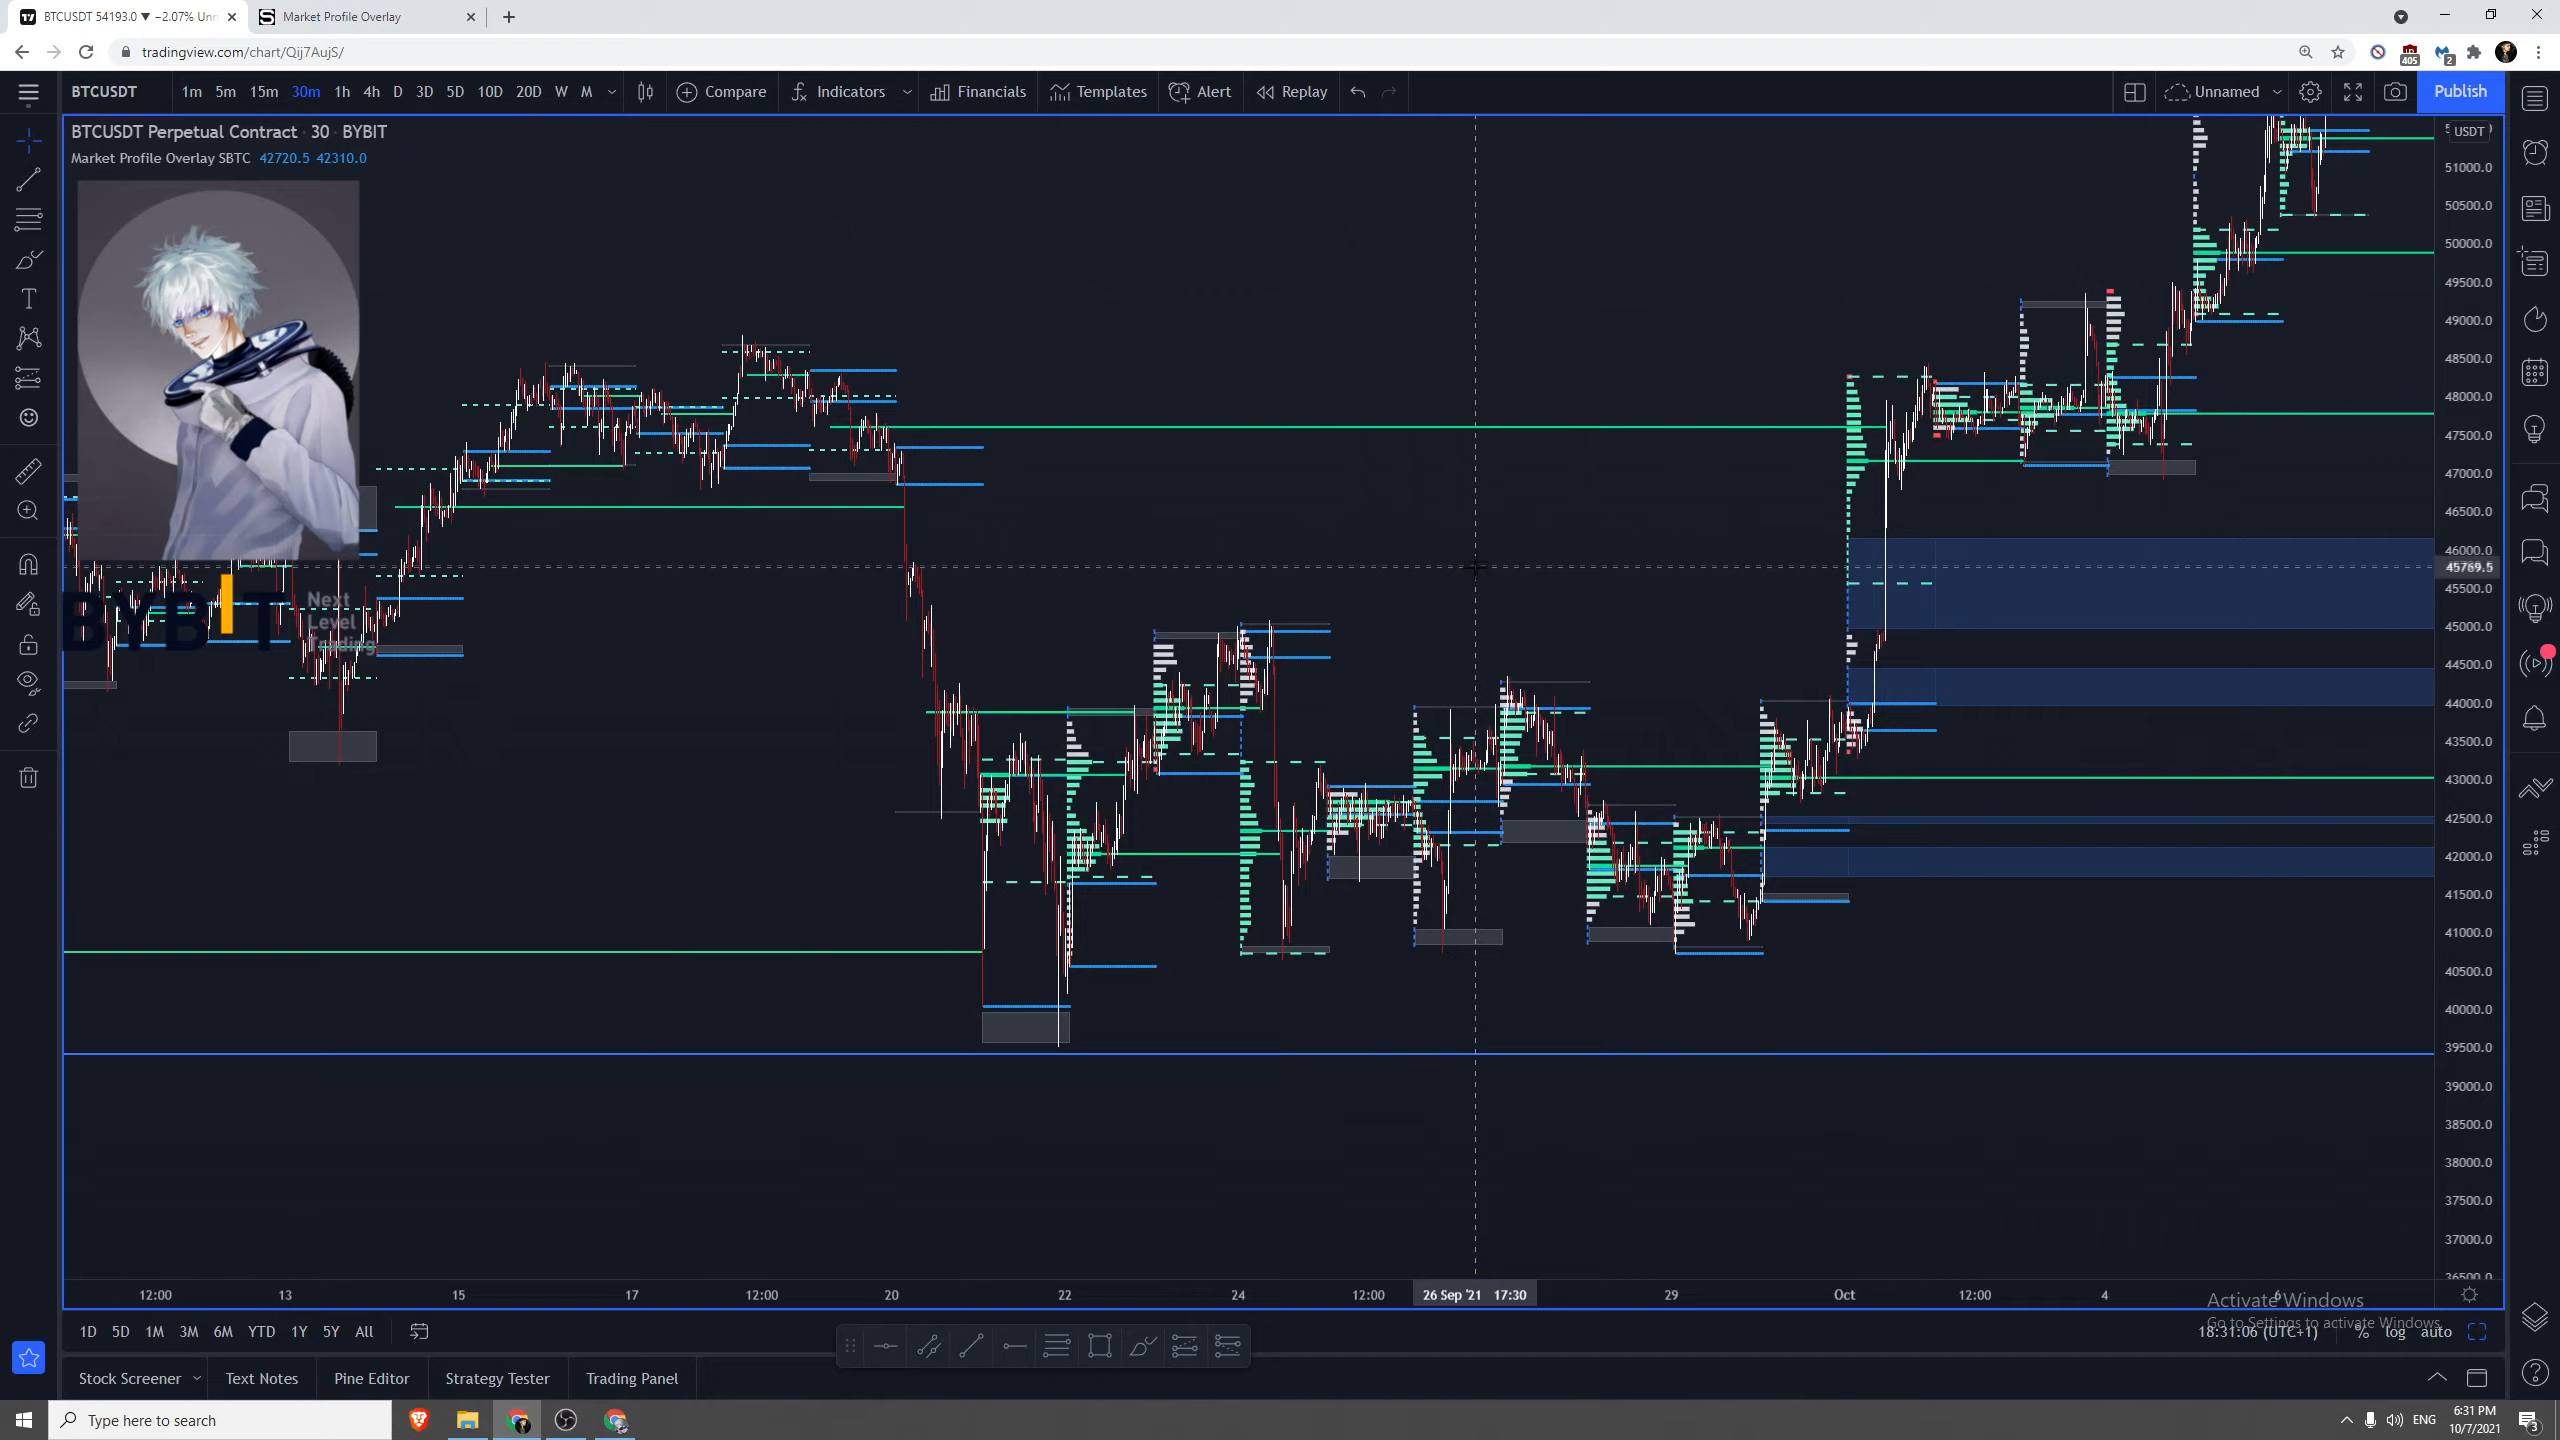 BTCUSDT 54193.0 ▼ −2.07% Unn
Market Profile Overlay
tradingview.com/chart/Qij7AujS/
405
2
BTCUSDT
1m 5m 15m 30m 1h 4h D 3D 5D 10D 20D W M
Compare
Indicators
Financials
Templates
Alert
Replay
Unnamed
Publish
BTCUSDT Perpetual Contract · 30 · BYBIT
Market Profile Overlay SBTC 42720.5 42310.0
USDT
51000.0
50500.0
50000.0
49500.0
49000.0
48500.0
48000.0
47500.0
47000.0
46500.0
46000.0
45769.5
45500.0
45000.0
44500.0
44000.0
43500.0
43000.0
42500.0
42000.0
41500.0
41000.0
40500.0
40000.0
39500.0
39000.0
38500.0
38000.0
37500.0
37000.0
36500.0
BYBIT
Next
Level
Trading
12:00 13 15 17 12:00 20 22 24 12:00 26 Sep '21 17:30 29 Oct 12:00 4 6
Activate Windows
Go to Settings to activate Windows.
1D 5D 1M 3M 6M YTD 1Y 5Y All
18:31:06 (UTC+1) % log auto
Stock Screener
Text Notes
Pine Editor
Strategy Tester
Trading Panel
Type here to search
ENG
6:31 PM
10/7/2021
3